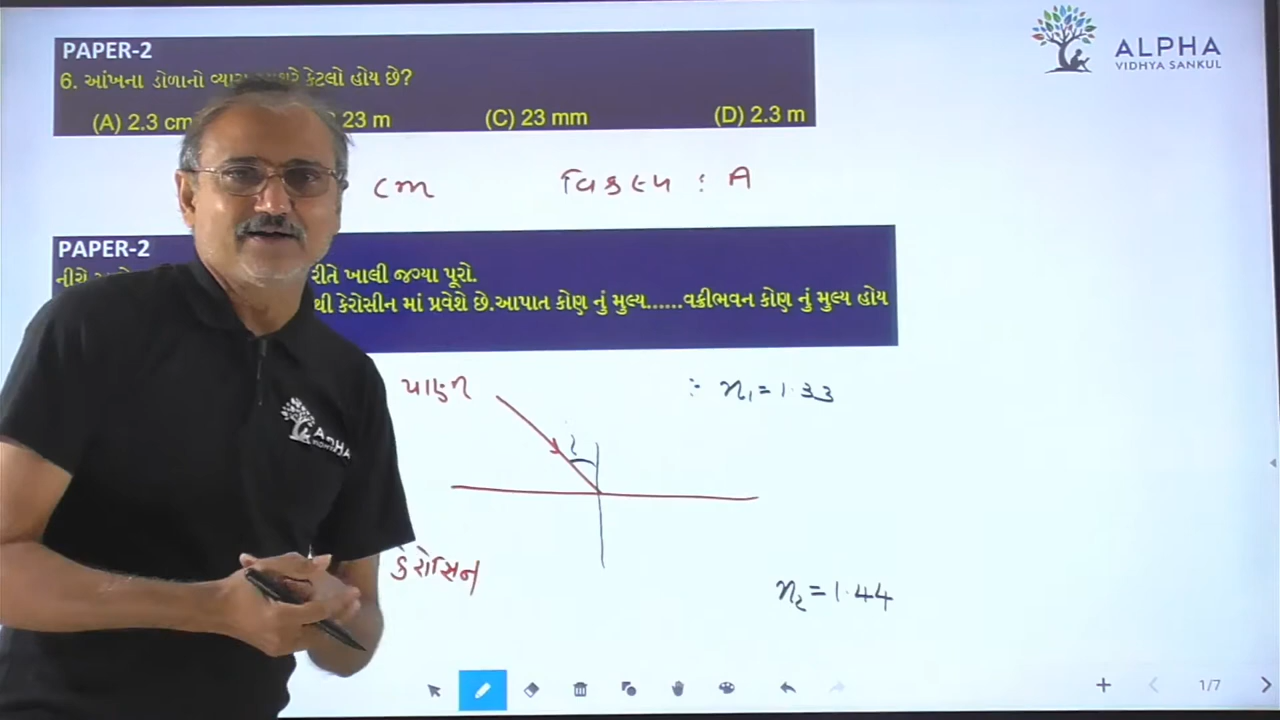 PAPER-2
6. આંખના ડોળાનો કેટલો હોય છે?
(A) 2.3 cm 23 m (C) 23 mm (D) 2.3 m
ALPHA
VIDHYA SANKUL
cm વિકલ્પ : A
PAPER-2
રીતે ખાલી જગ્યા પૂરો.
થી કેરોસીન માં પ્રવેશે છે.આપાત કોણ નું મુલ્ય......વક્રીભવન કોણ નું મુલ્ય હોય
પાણી ∴ n₁ = 1.33
i
ALPHA
કેરોસિન
n₂ = 1.44
1/7